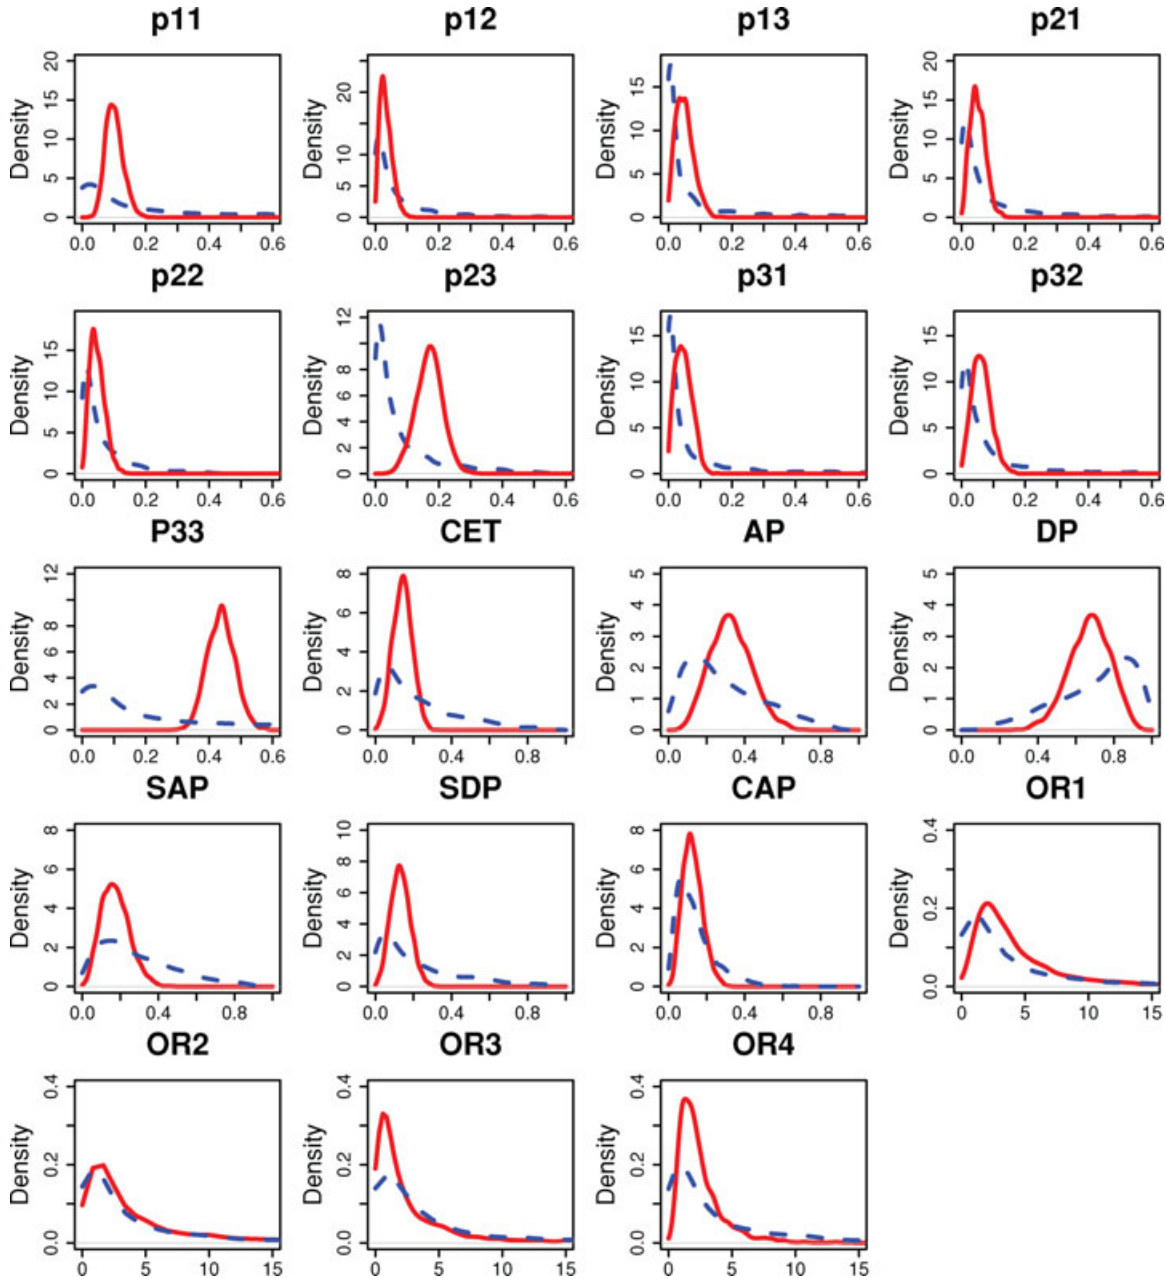 p11 p12 p13 p21
Density 0 5 10 15 20 0.0 0.2 0.4 0.6
Density 0 5 10 20 0.0 0.2 0.4 0.6
Density 0 5 10 15 0.0 0.2 0.4 0.6
Density 0 5 10 15 20 0.0 0.2 0.4 0.6
p22 p23 p31 p32
Density 0 5 10 15 0.0 0.2 0.4 0.6
Density 0 2 4 6 8 12 0.0 0.2 0.4 0.6
Density 0 5 10 15 0.0 0.2 0.4 0.6
Density 0 5 10 15 0.0 0.2 0.4 0.6
P33 CET AP DP
Density 0 2 4 6 8 12 0.0 0.2 0.4 0.6
Density 0 2 4 6 8 0.0 0.4 0.8
Density 0 1 2 3 4 5 0.0 0.4 0.8
Density 0 1 2 3 4 5 0.0 0.4 0.8
SAP SDP CAP OR1
Density 0 2 4 6 8 0.0 0.4 0.8
Density 0 2 4 6 8 10 0.0 0.4 0.8
Density 0 2 4 6 8 0.0 0.4 0.8
Density 0.0 0.2 0.4 0 5 10 15
OR2 OR3 OR4
Density 0.0 0.2 0.4 0 5 10 15
Density 0.0 0.2 0.4 0 5 10 15
Density 0.0 0.2 0.4 0 5 10 15